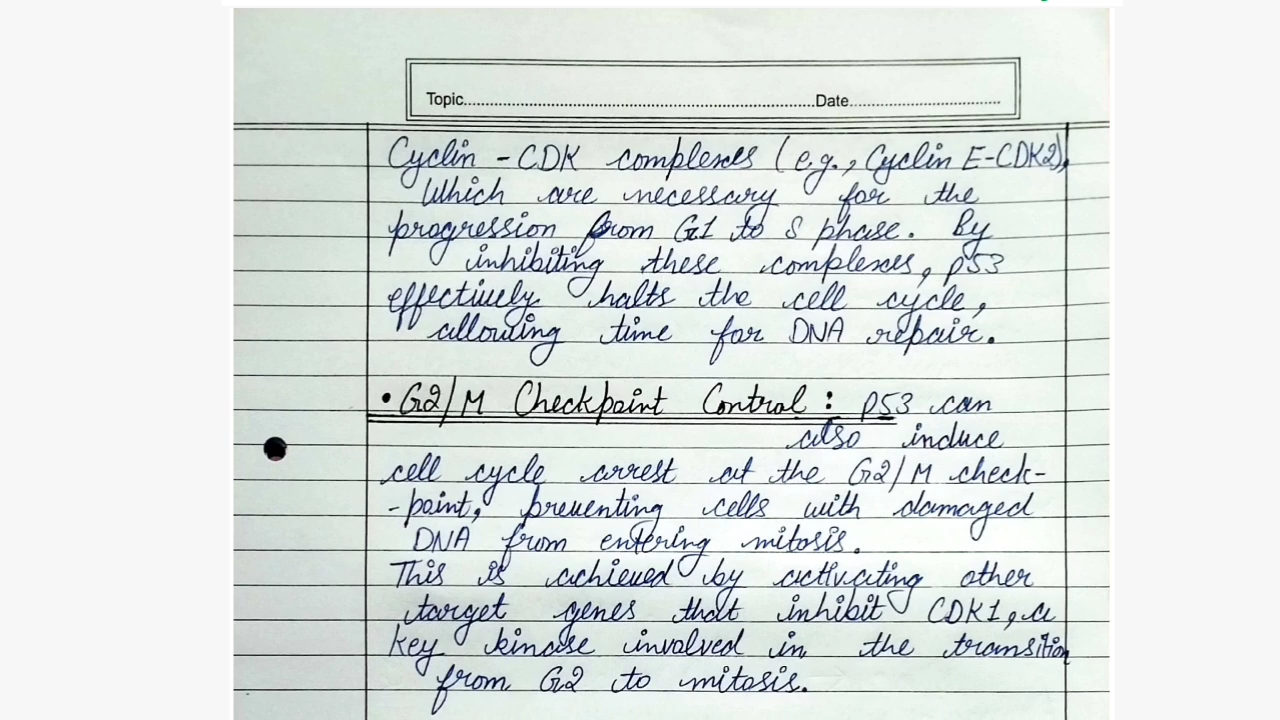 Topic.......................................................................................Date......................................
Cyclin - CDK complexes (e.g., Cyclin E-CDK2),
Which are necessary for the
progression from G1 to S phase. By
inhibiting these complexes, p53
effectively halts the cell cycle,
allowing time for DNA repair.
• G2/M Checkpoint Control : p53 can
also induce
cell cycle arrest at the G2/M check-
-point, preventing cells with damaged
DNA from entering mitosis.
This is achieved by activating other
target genes that inhibit CDK1, a
key kinase involved in the transition
from G2 to mitosis.